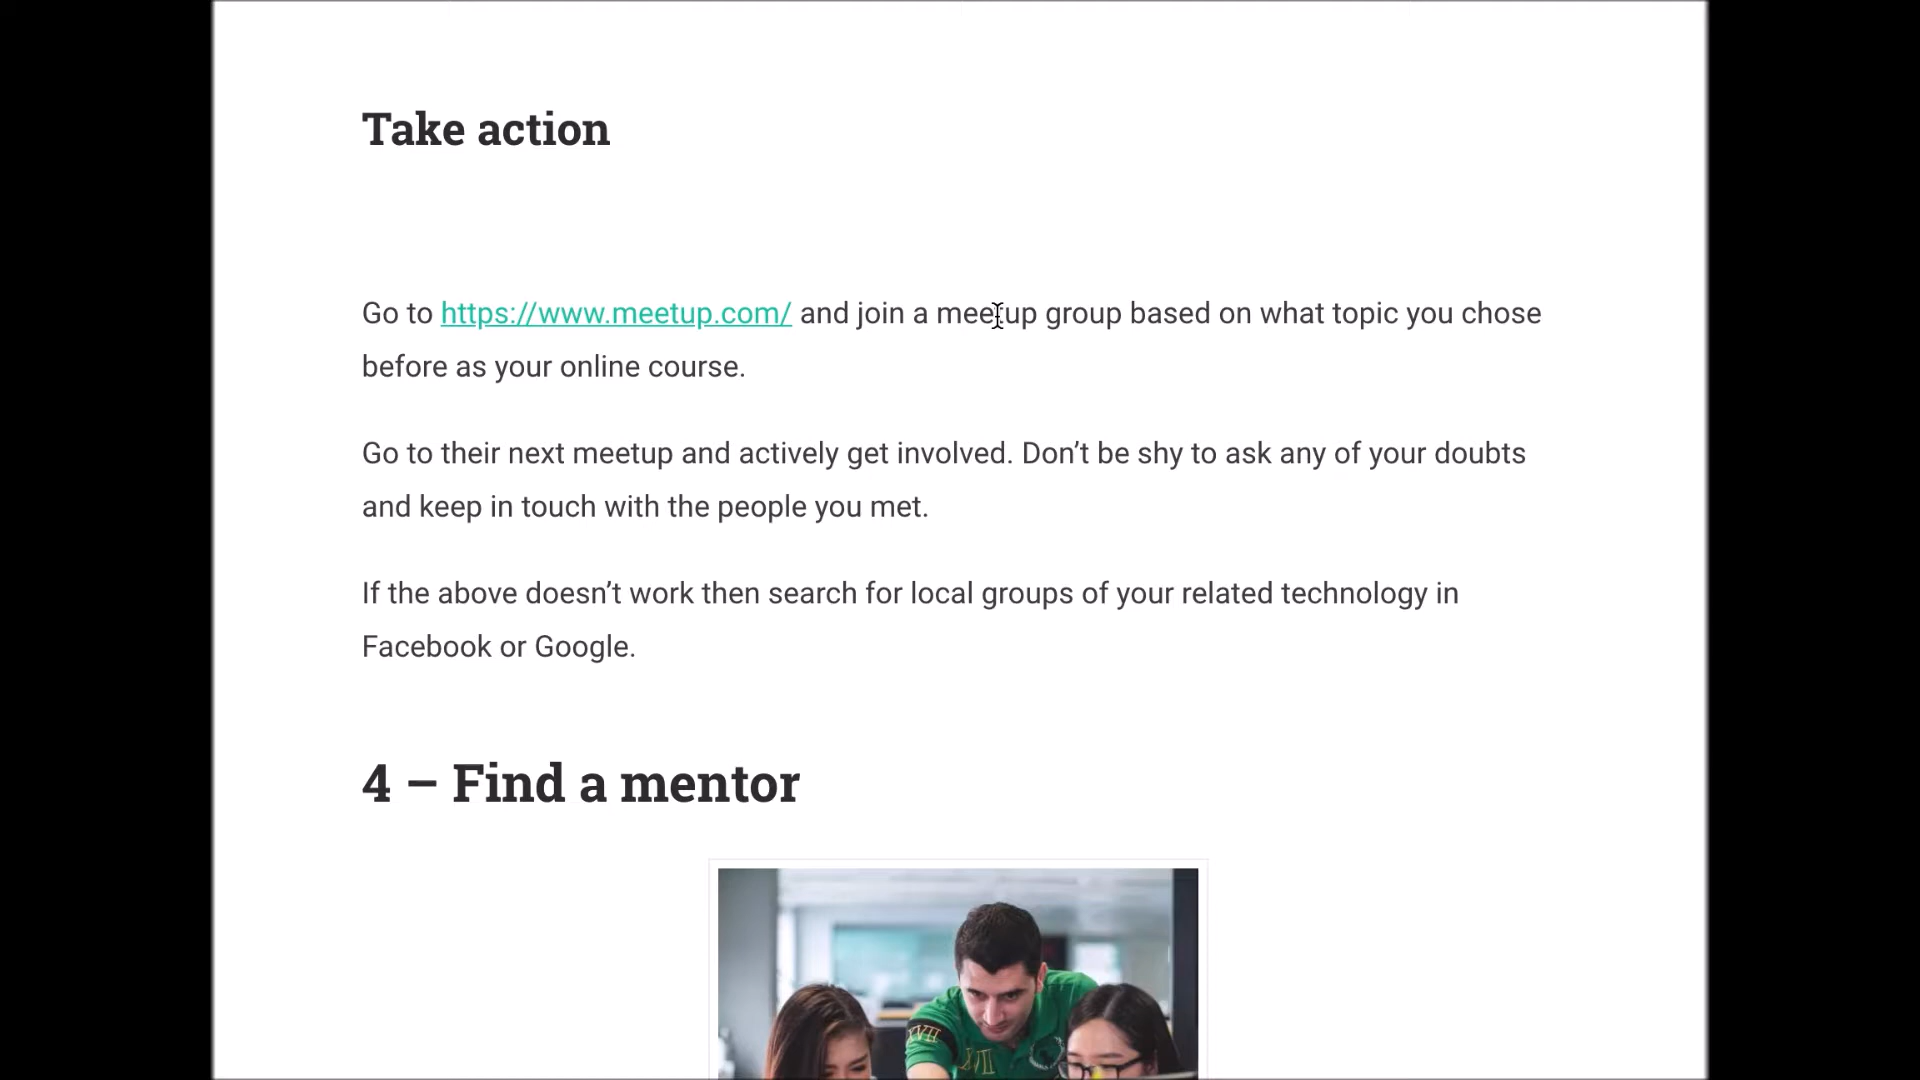 Take action
Go to https://www.meetup.com/ and join a meetup group based on what topic you chose
before as your online course.
Go to their next meetup and actively get involved. Don’t be shy to ask any of your doubts
and keep in touch with the people you met.
If the above doesn’t work then search for local groups of your related technology in
Facebook or Google.
4 – Find a mentor
XVII
XVII